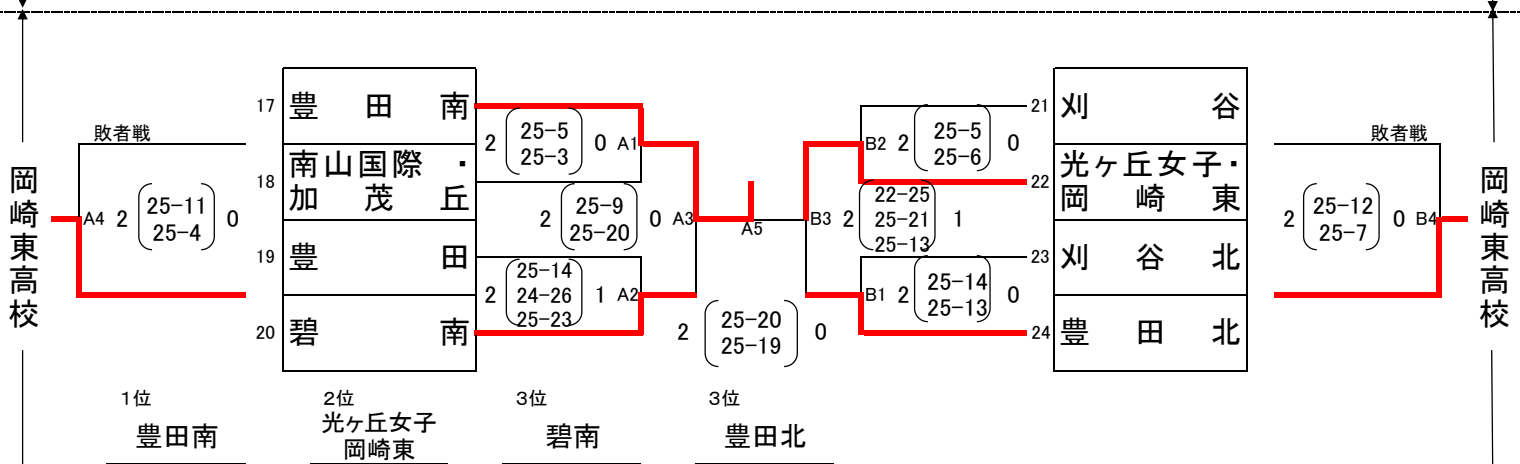 岡崎東高校
敗者戦
A4 2 25-11 0
25-4
17 豊田南
18 南山国際・
加茂丘
19 豊田
20 碧南
2 25-5 0 A1
25-3
2 25-9 0 A3
25-20
2 25-14 1 A2
24-26
25-23
A5
2 25-20 0
25-19
B2 2 25-5 0
25-6
B3 2 22-25 1
25-21
25-13
B1 2 25-14 0
25-13
21 刈谷
22 光ヶ丘女子・
岡崎東
23 刈谷北
24 豊田北
敗者戦
2 25-12 0 B4
25-7
岡崎東高校
1位
豊田南
2位
光ヶ丘女子
岡崎東
3位
碧南
3位
豊田北